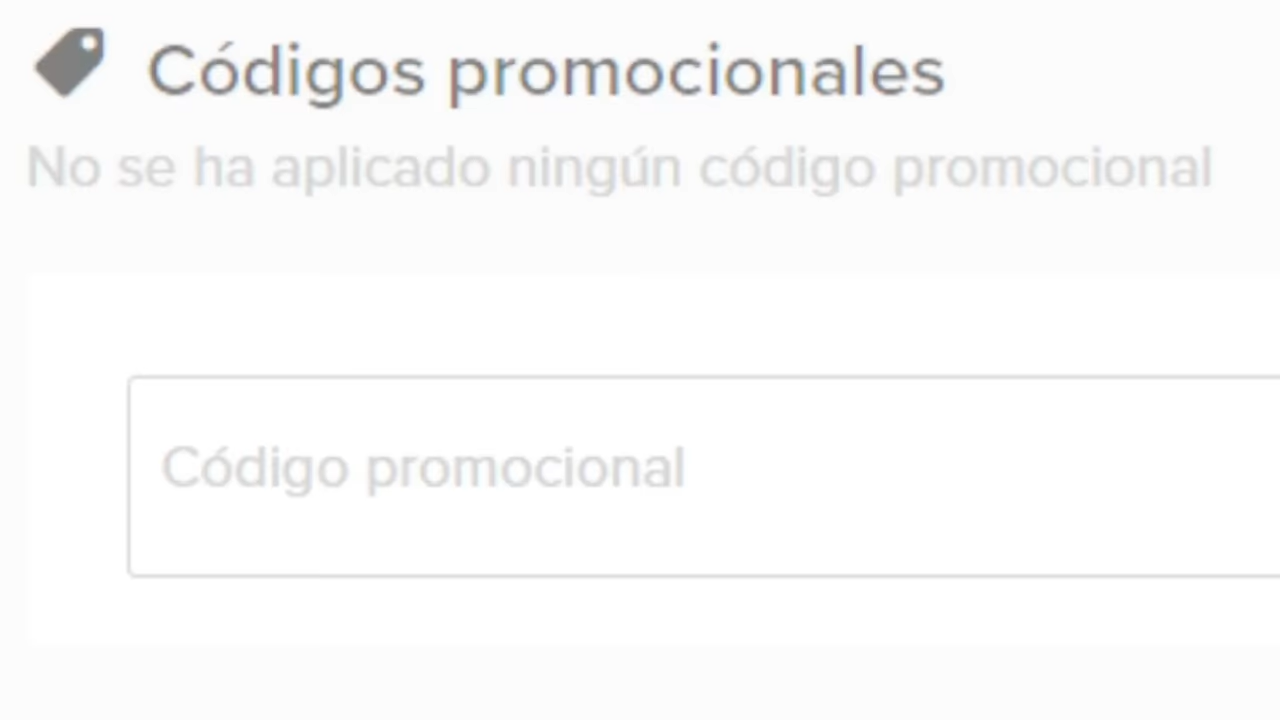 Códigos promocionales
No se ha aplicado ningún código promocional
Código promocional